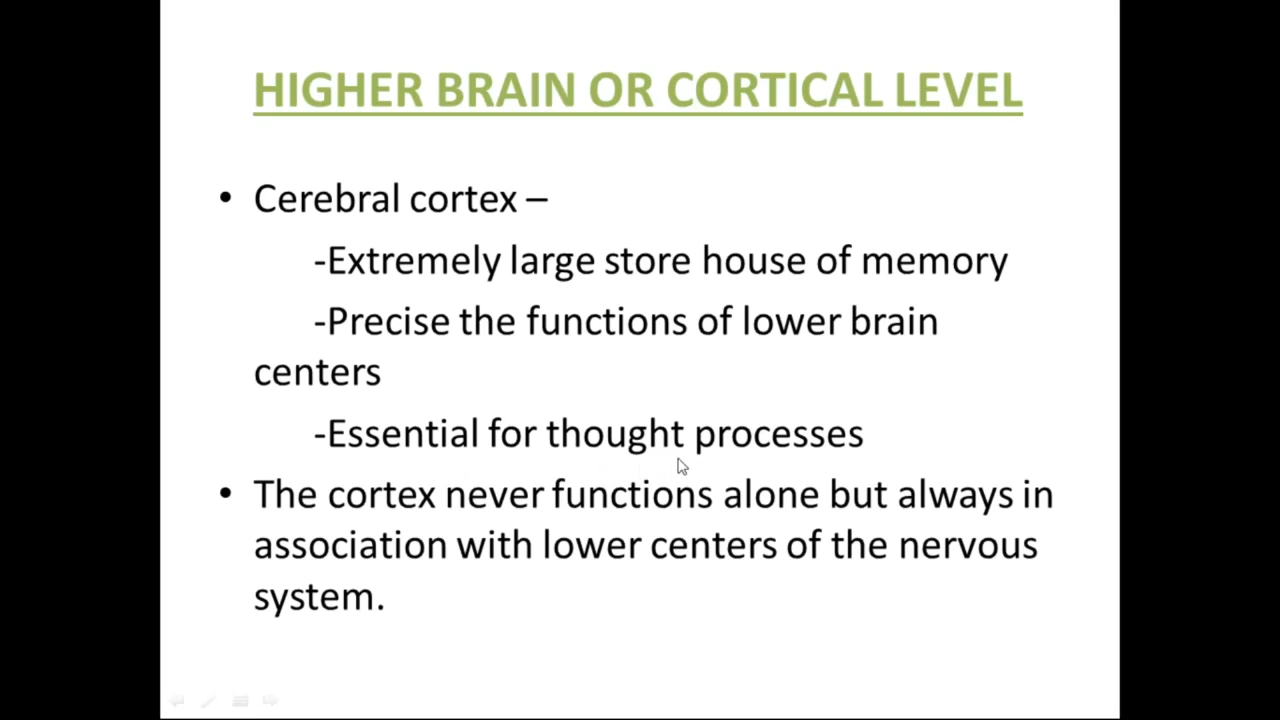 HIGHER BRAIN OR CORTICAL LEVEL
• Cerebral cortex –
-Extremely large store house of memory
-Precise the functions of lower brain
centers
-Essential for thought processes
• The cortex never functions alone but always in
association with lower centers of the nervous
system.